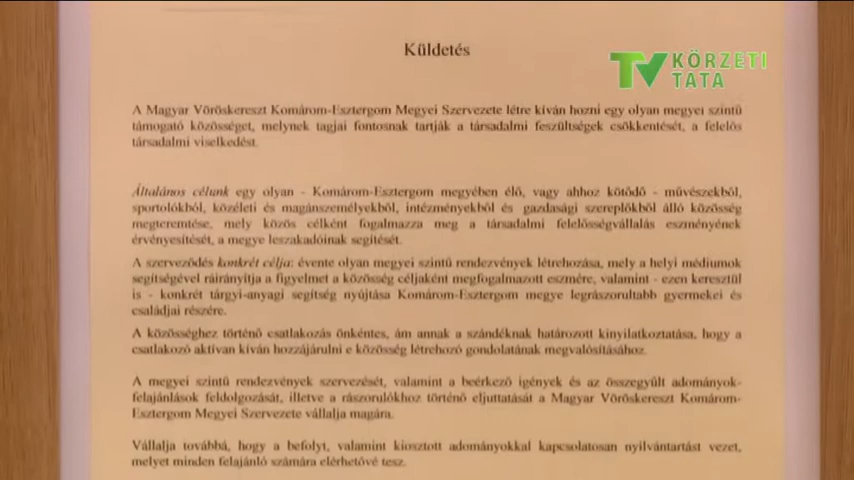 Küldetés
TV KÖRZETI
TATA
A Magyar Vöröskereszt Komárom-Esztergom Megyei Szervezete létre kíván hozni egy olyan megyei szintű
támogató közösséget, melynek tagjai fontosnak tartják a társadalmi feszültségek csökkentését, a felelős
társadalmi viselkedést.
Általános célunk egy olyan - Komárom-Esztergom megyében élő, vagy ahhoz kötődő - művészekből,
sportolókból, közéleti és magánszemélyekből, intézményekből és gazdasági szereplőkből álló közösség
megteremtése, mely közös célként fogalmazza meg a társadalmi felelősségvállalás eszményének
érvényesítését, a megye leszakadóinak segítését.
A szerveződés konkrét célja: évente olyan megyei szintű rendezvények létrehozása, mely a helyi médiumok
segítségével ráirányítja a figyelmet a közösség céljaként megfogalmazott eszmére, valamint - ezen keresztül
is - konkrét tárgyi-anyagi segítség nyújtása Komárom-Esztergom megye legrászorultabb gyermekei és
családjai részére.
A közösséghez történő csatlakozás önkéntes, ám annak a szándéknak határozott kinyilatkoztatása, hogy a
csatlakozó aktívan kíván hozzájárulni e közösség létrehozó gondolatának megvalósításához.
A megyei szintű rendezvények szervezését, valamint a beérkező igények és az összegyűlt adományok-
felajánlások feldolgozását, illetve a rászorulókhoz történő eljuttatását a Magyar Vöröskereszt Komárom-
Esztergom Megyei Szervezete vállalja magára.
Vállalja továbbá, hogy a befolyt, valamint kiosztott adományokkal kapcsolatosan nyilvántartást vezet,
melyet minden felajánló számára elérhetővé tesz.